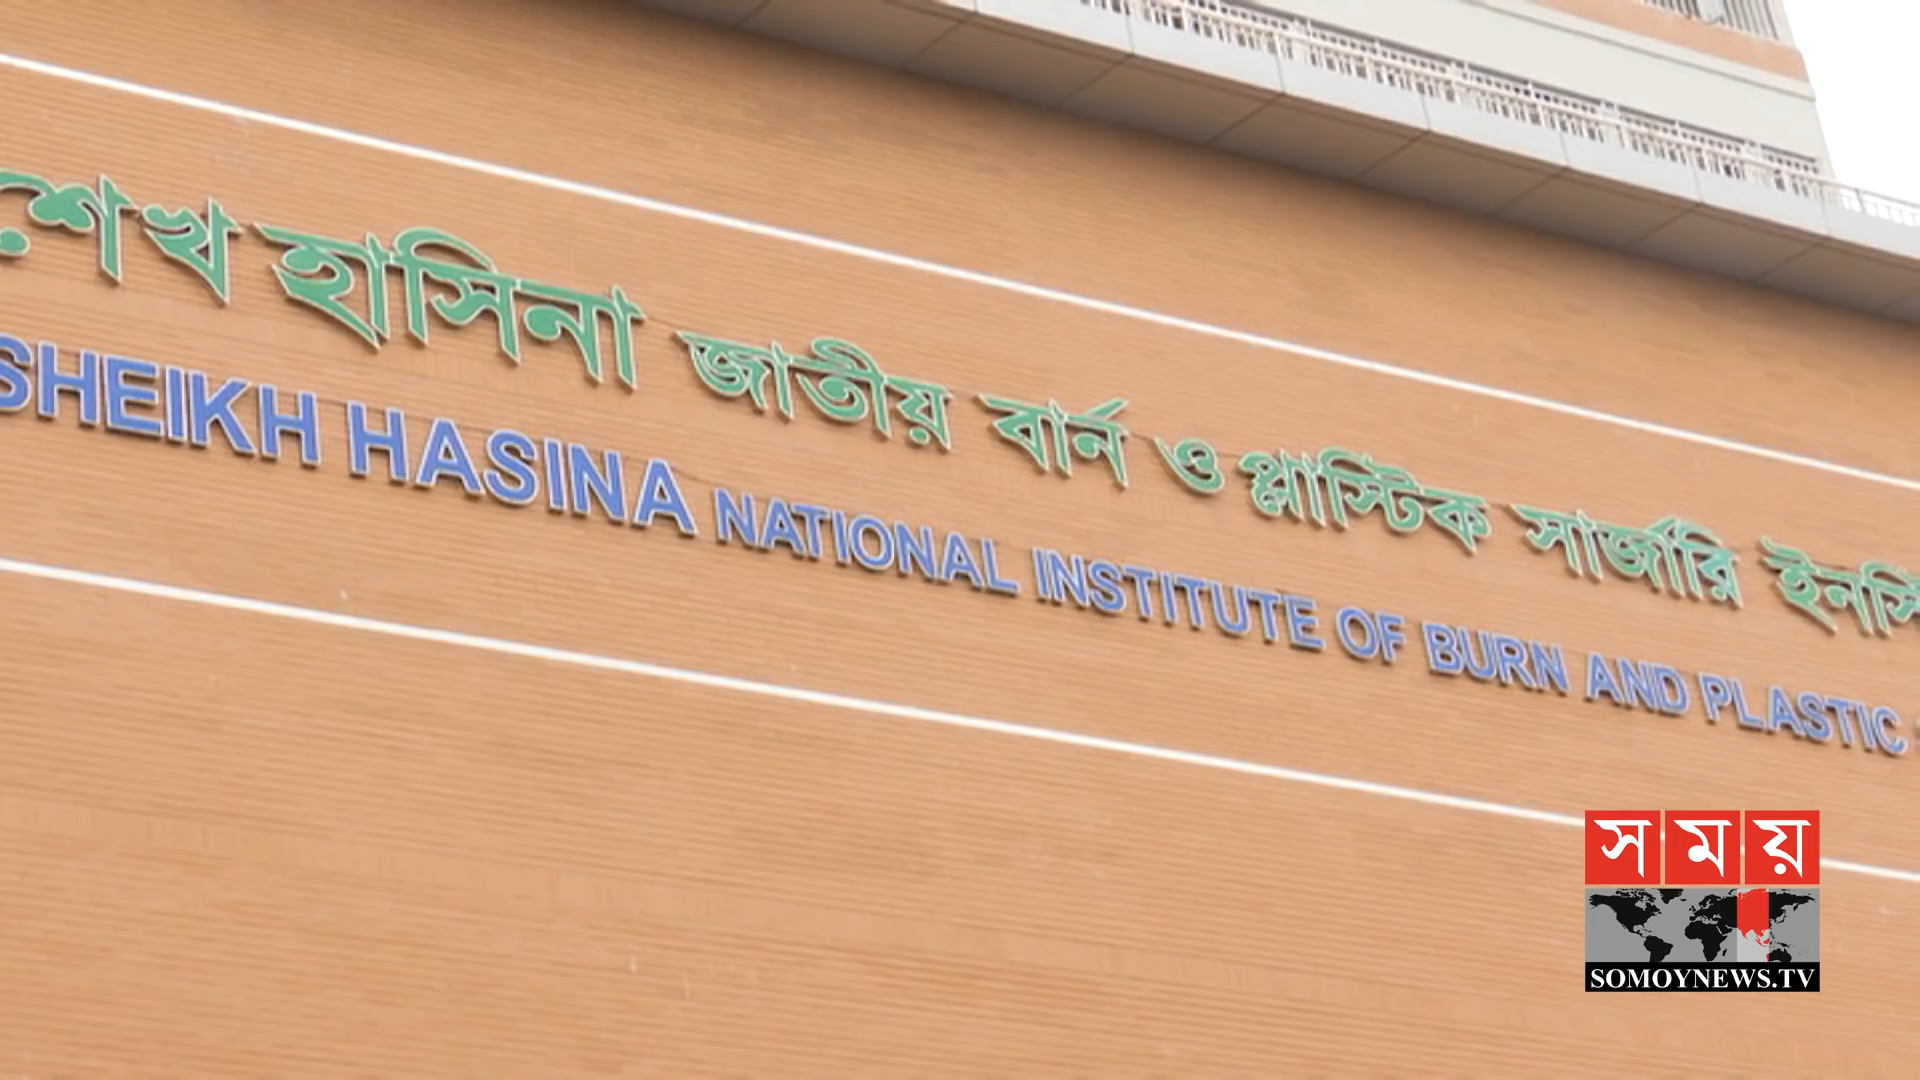 শেখ হাসিনা জাতীয় বার্ন ও প্লাস্টিক সার্জারি
SHEIKH HASINA NATIONAL INSTITUTE OF BURN AND PLASTIC
সময়
SOMOYNEWS.TV